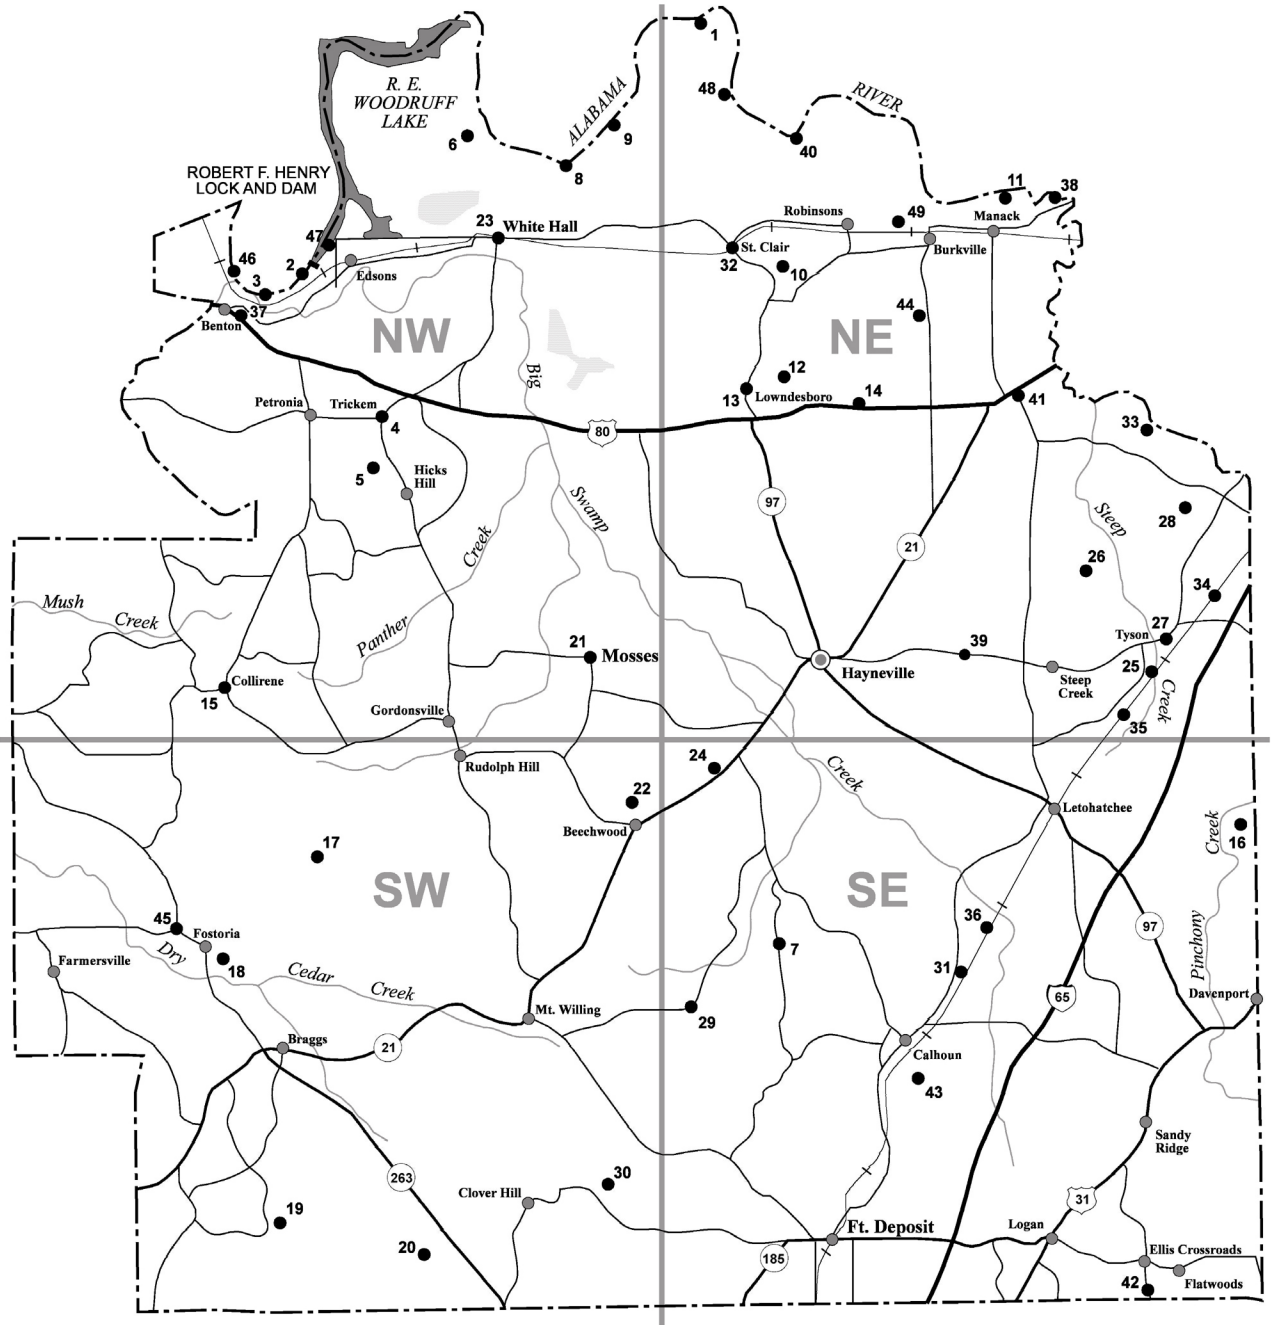 1
48
RIVER
ALABAMA
R. E.
WOODRUFF
LAKE
6
9
8
40
ROBERT F. HENRY
LOCK AND DAM
11
38
Robinsons
49
Manack
23
White Hall
47
St. Clair
Burkville
46
2
Edsons
32
10
3
37
Benton
44
NW
NE
Big
12
Petronia
Trickem
13
Lowndesboro
14
41
4
80
33
5
Hicks
Hill
Swamp
97
Steep
28
Creek
21
26
34
Mush
Creek
Panther
27
Tyson
21
Mosses
39
25
Collirene
Hayneville
Steep
Creek
15
Creek
Gordonsville
35
24
Rudolph Hill
Creek
22
Letohatchee
Beechwood
Creek
16
17
SW
SE
45
36
97
Fostoria
Dry
7
Pinchony
18
Farmersville
Cedar
31
Creek
65
Davenport
Mt. Willing
29
Braggs
21
Calhoun
43
Sandy
Ridge
263
30
Clover Hill
31
19
Ft. Deposit
Logan
20
185
Ellis Crossroads
42
Flatwoods